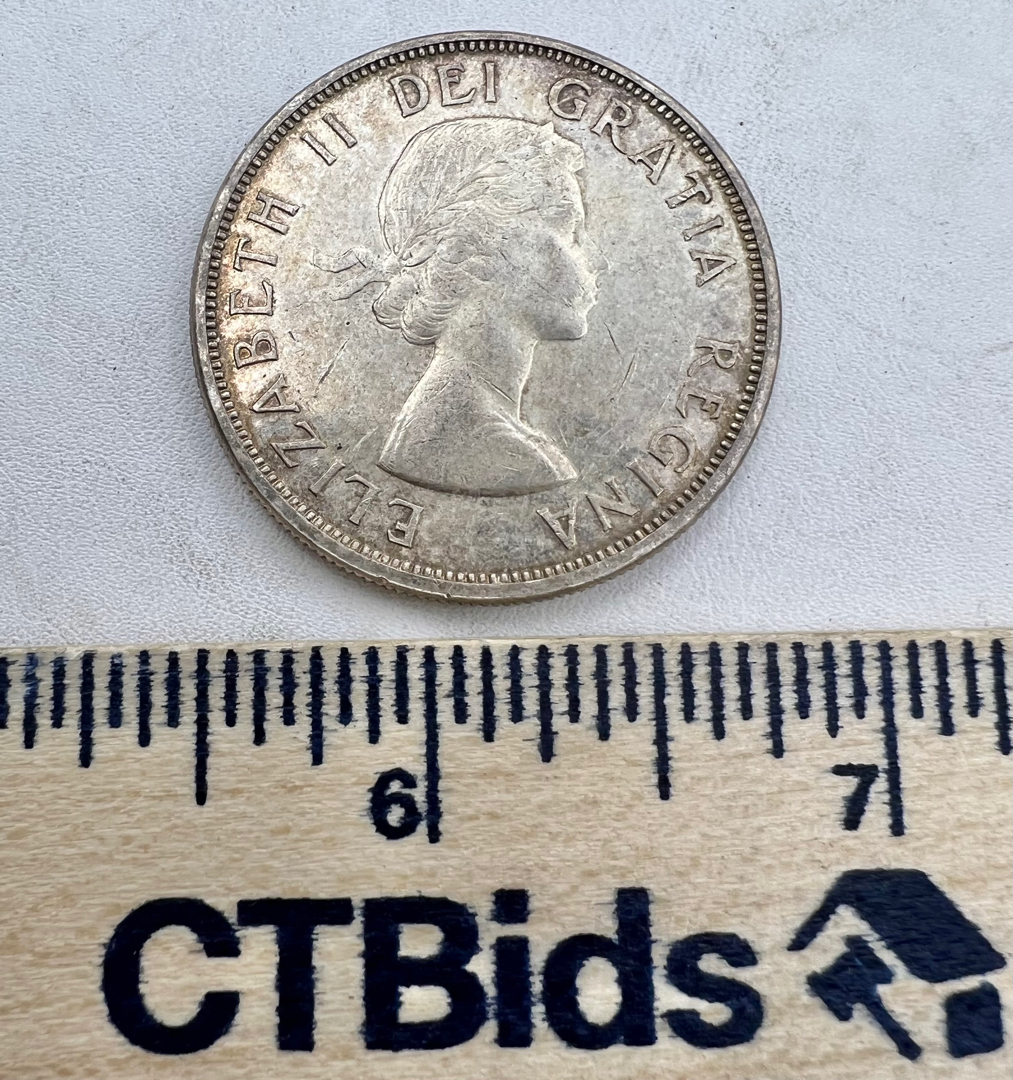 ELIZABETH II DEI GRATIA REGINA
6 7
CTBids